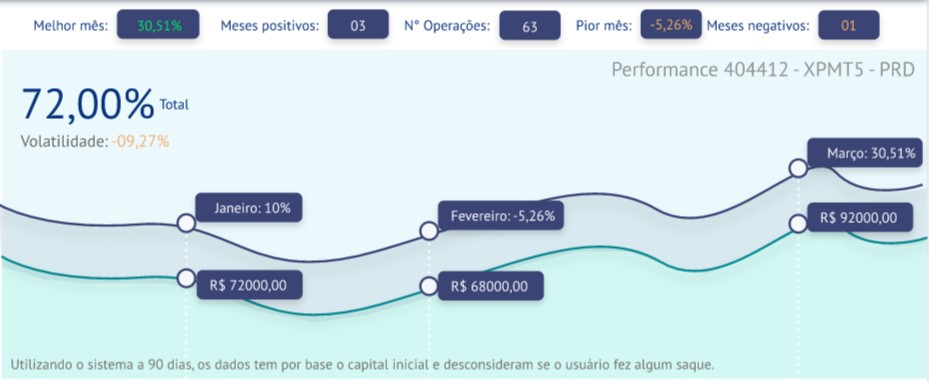 Melhor mês: 30,51% Meses positivos: 03 N° Operações: 63 Pior mês: -5,26% Meses negativos: 01
Performance 404412 - XPMT5 - PRD
72,00% Total
Volatilidade: -09,27%
Março: 30,51%
Janeiro: 10%
Fevereiro: -5,26%
R$ 92000,00
R$ 72000,00
R$ 68000,00
Utilizando o sistema a 90 dias, os dados tem por base o capital inicial e desconsideram se o usuário fez algum saque.